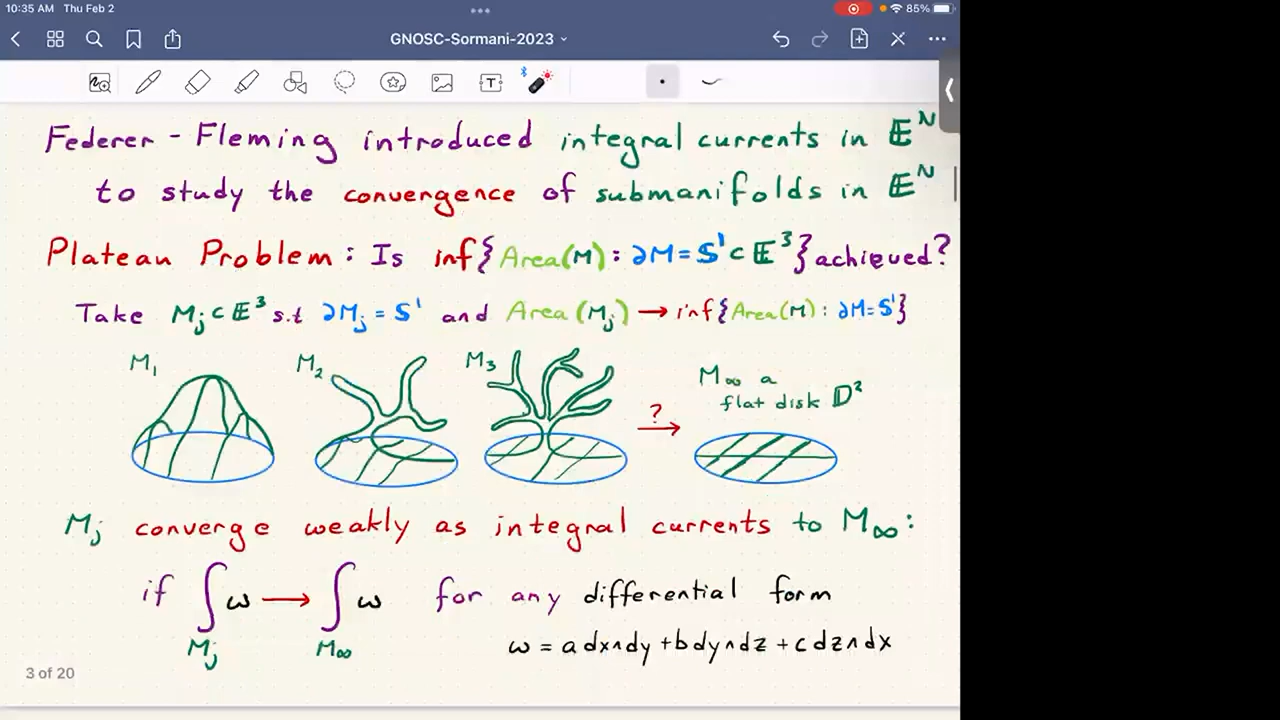 10:35 AM Thu Feb 2
85%
GNOSC-Sormani-2023
Federer - Fleming introduced integral currents in 𝔼ᴺ
to study the convergence of submanifolds in 𝔼ᴺ
Plateau Problem: Is inf{Area(M): ∂M = S¹ ⊂ 𝔼³} achieved?
Take Mⱼ ⊂ 𝔼³ s.t ∂Mⱼ = S¹ and Area(Mⱼ) → inf{Area(M): ∂M = S¹}
M₁ M₂ M₃ ? → M∞ a
flat disk 𝔻²
Mⱼ converge weakly as integral currents to M∞:
if ∫_Mⱼ ω → ∫_M∞ ω for any differential form
ω = a dx∧dy + b dy∧dz + c dz∧dx
3 of 20